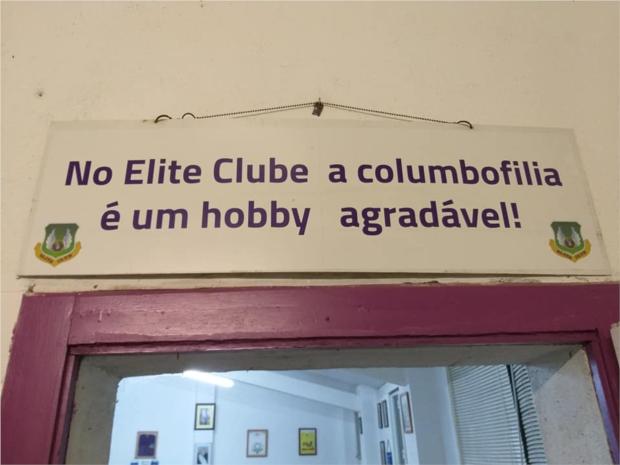 No Elite Clube a columbofilia
é um hobby agradável!